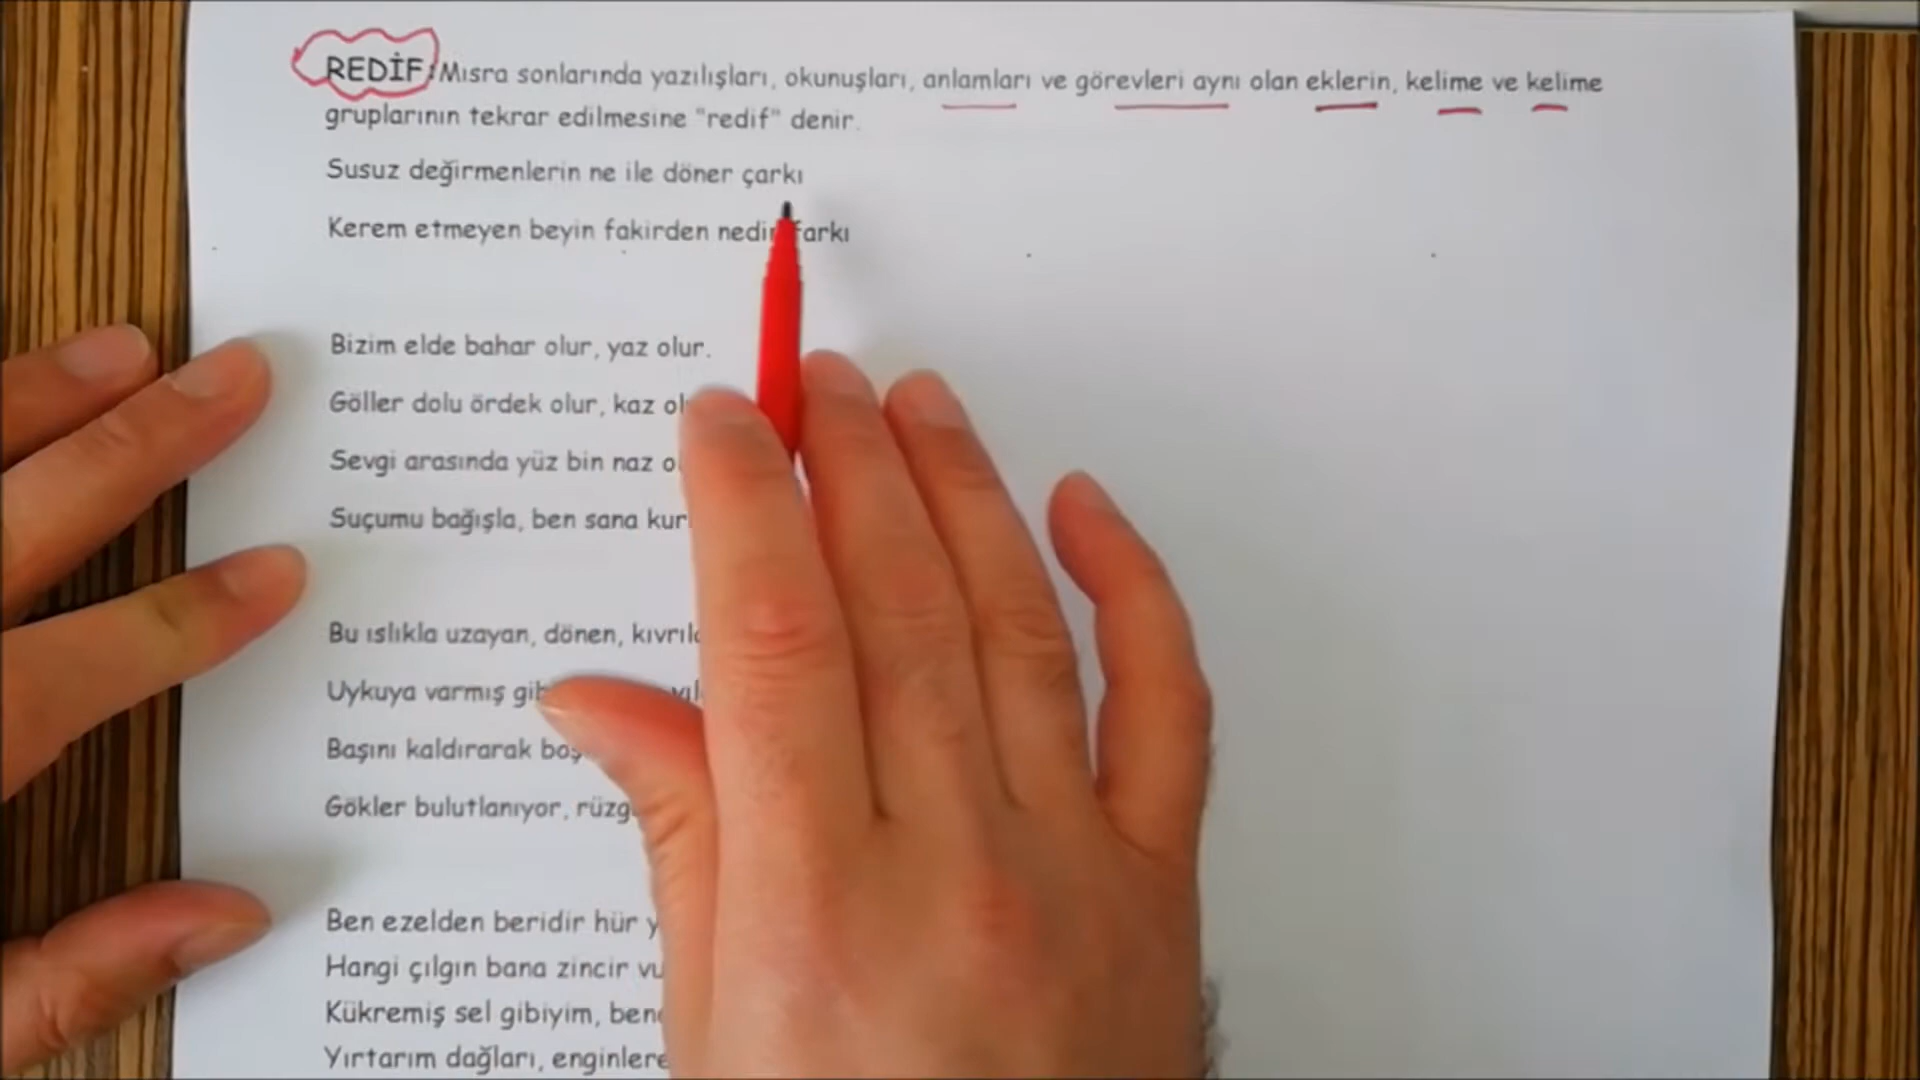 REDİF: Mısra sonlarında yazılışları, okunuşları, anlamları ve görevleri aynı olan eklerin, kelime ve kelime
gruplarının tekrar edilmesine "redif" denir.
Susuz değirmenlerin ne ile döner çarkı
Kerem etmeyen beyin fakirden nedir farkı
Bizim elde bahar olur, yaz olur.
Göller dolu ördek olur, kaz
Sevgi arasında yüz bin naz
Suçumu bağışla, ben sana
Bu ıslıkla uzayan, dönen,
Uykuya varmış
Başını kaldırarak
Gökler bulutlanıyor,
Ben ezelden beridir hür
Hangi çılgın bana zincir
Kükremiş sel gibiyim,
Yırtarım dağları,